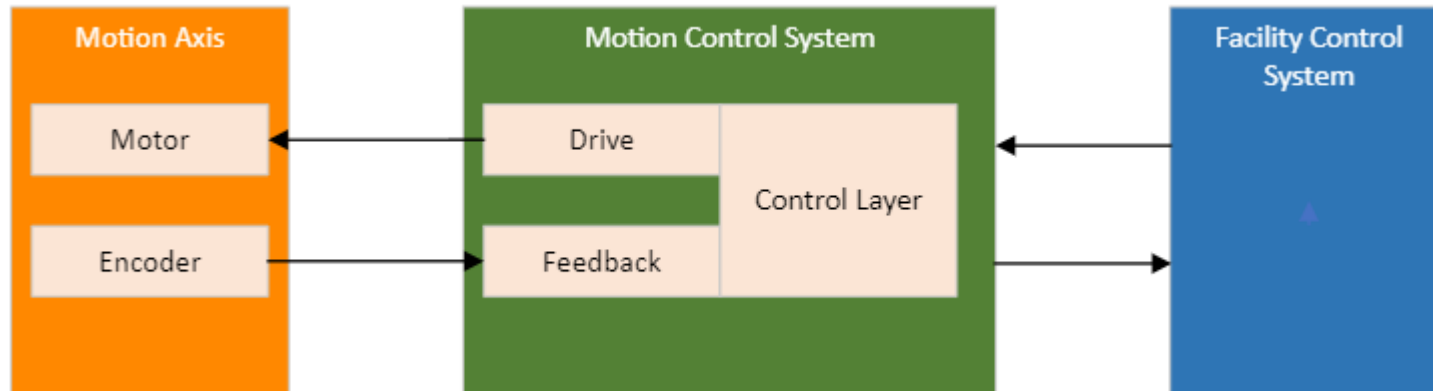 Motion Axis
Motor
Encoder
Motion Control System
Drive
Feedback
Control Layer
Facility Control
System